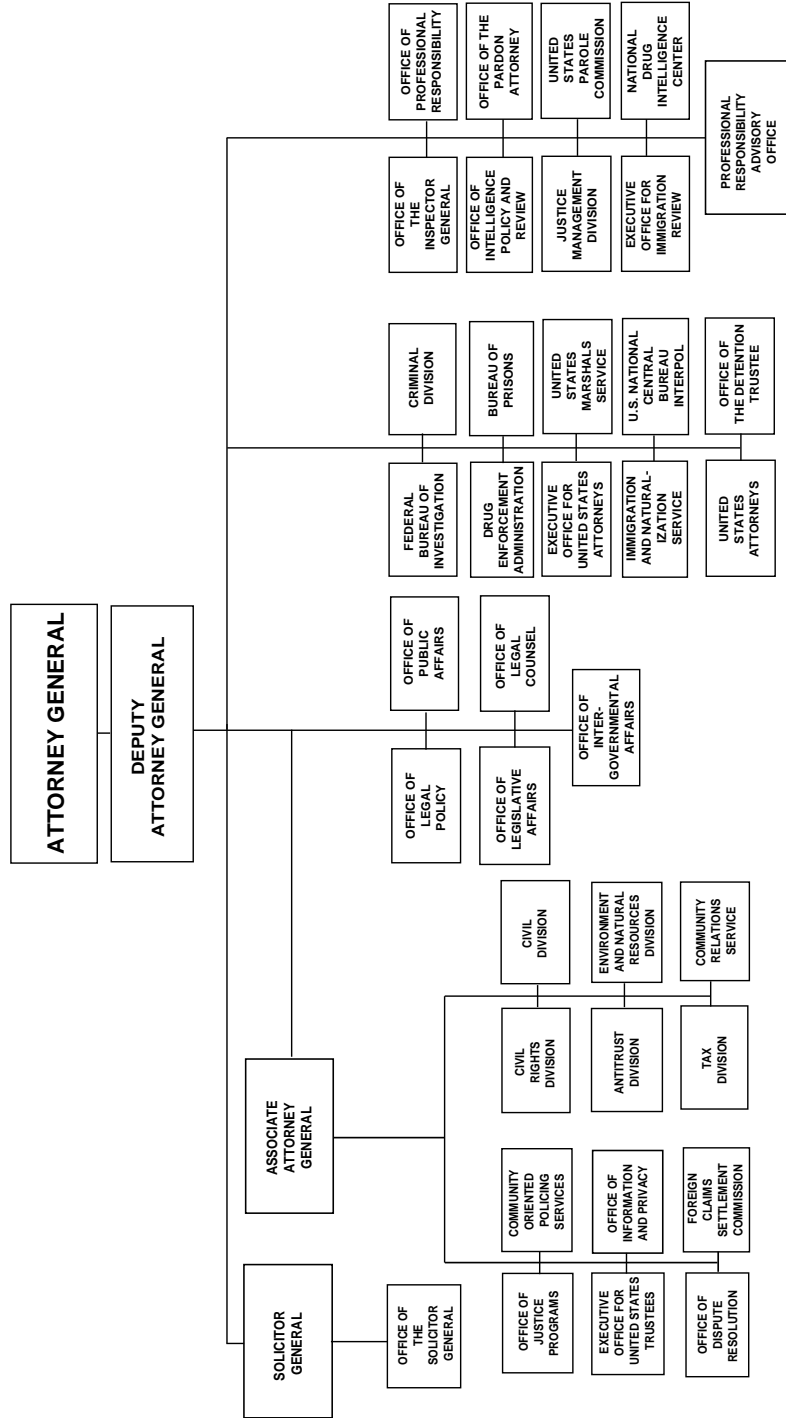 ATTORNEY GENERAL
DEPUTY
ATTORNEY GENERAL
SOLICITOR
GENERAL
OFFICE OF
THE
SOLICITOR
GENERAL
ASSOCIATE
ATTORNEY
GENERAL
OFFICE OF
JUSTICE
PROGRAMS
COMMUNITY
ORIENTED
POLICING
SERVICES
EXECUTIVE
OFFICE FOR
UNITED STATES
TRUSTEES
OFFICE OF
INFORMATION
AND PRIVACY
OFFICE OF
DISPUTE
RESOLUTION
FOREIGN
CLAIMS
SETTLEMENT
COMMISSION
CIVIL
RIGHTS
DIVISION
CIVIL
DIVISION
ANTITRUST
DIVISION
ENVIRONMENT
AND NATURAL
RESOURCES
DIVISION
TAX
DIVISION
COMMUNITY
RELATIONS
SERVICE
OFFICE OF
LEGAL
POLICY
OFFICE OF
PUBLIC
AFFAIRS
OFFICE OF
LEGISLATIVE
AFFAIRS
OFFICE OF
LEGAL
COUNSEL
OFFICE OF
INTER-
GOVERNMENTAL
AFFAIRS
FEDERAL
BUREAU OF
INVESTIGATION
CRIMINAL
DIVISION
DRUG
ENFORCEMENT
ADMINISTRATION
BUREAU OF
PRISONS
EXECUTIVE
OFFICE FOR
UNITED STATES
ATTORNEYS
UNITED
STATES
MARSHALS
SERVICE
IMMIGRATION
AND NATURAL-
IZATION
SERVICE
U.S. NATIONAL
CENTRAL
BUREAU
INTERPOL
UNITED
STATES
ATTORNEYS
OFFICE OF
THE DETENTION
TRUSTEE
OFFICE OF
THE
INSPECTOR
GENERAL
OFFICE OF
PROFESSIONAL
RESPONSIBILITY
OFFICE OF
INTELLIGENCE
POLICY AND
REVIEW
OFFICE OF THE
PARDON
ATTORNEY
JUSTICE
MANAGEMENT
DIVISION
UNITED
STATES
PAROLE
COMMISSION
EXECUTIVE
OFFICE FOR
IMMIGRATION
REVIEW
NATIONAL
DRUG
INTELLIGENCE
CENTER
PROFESSIONAL
RESPONSIBILITY
ADVISORY
OFFICE